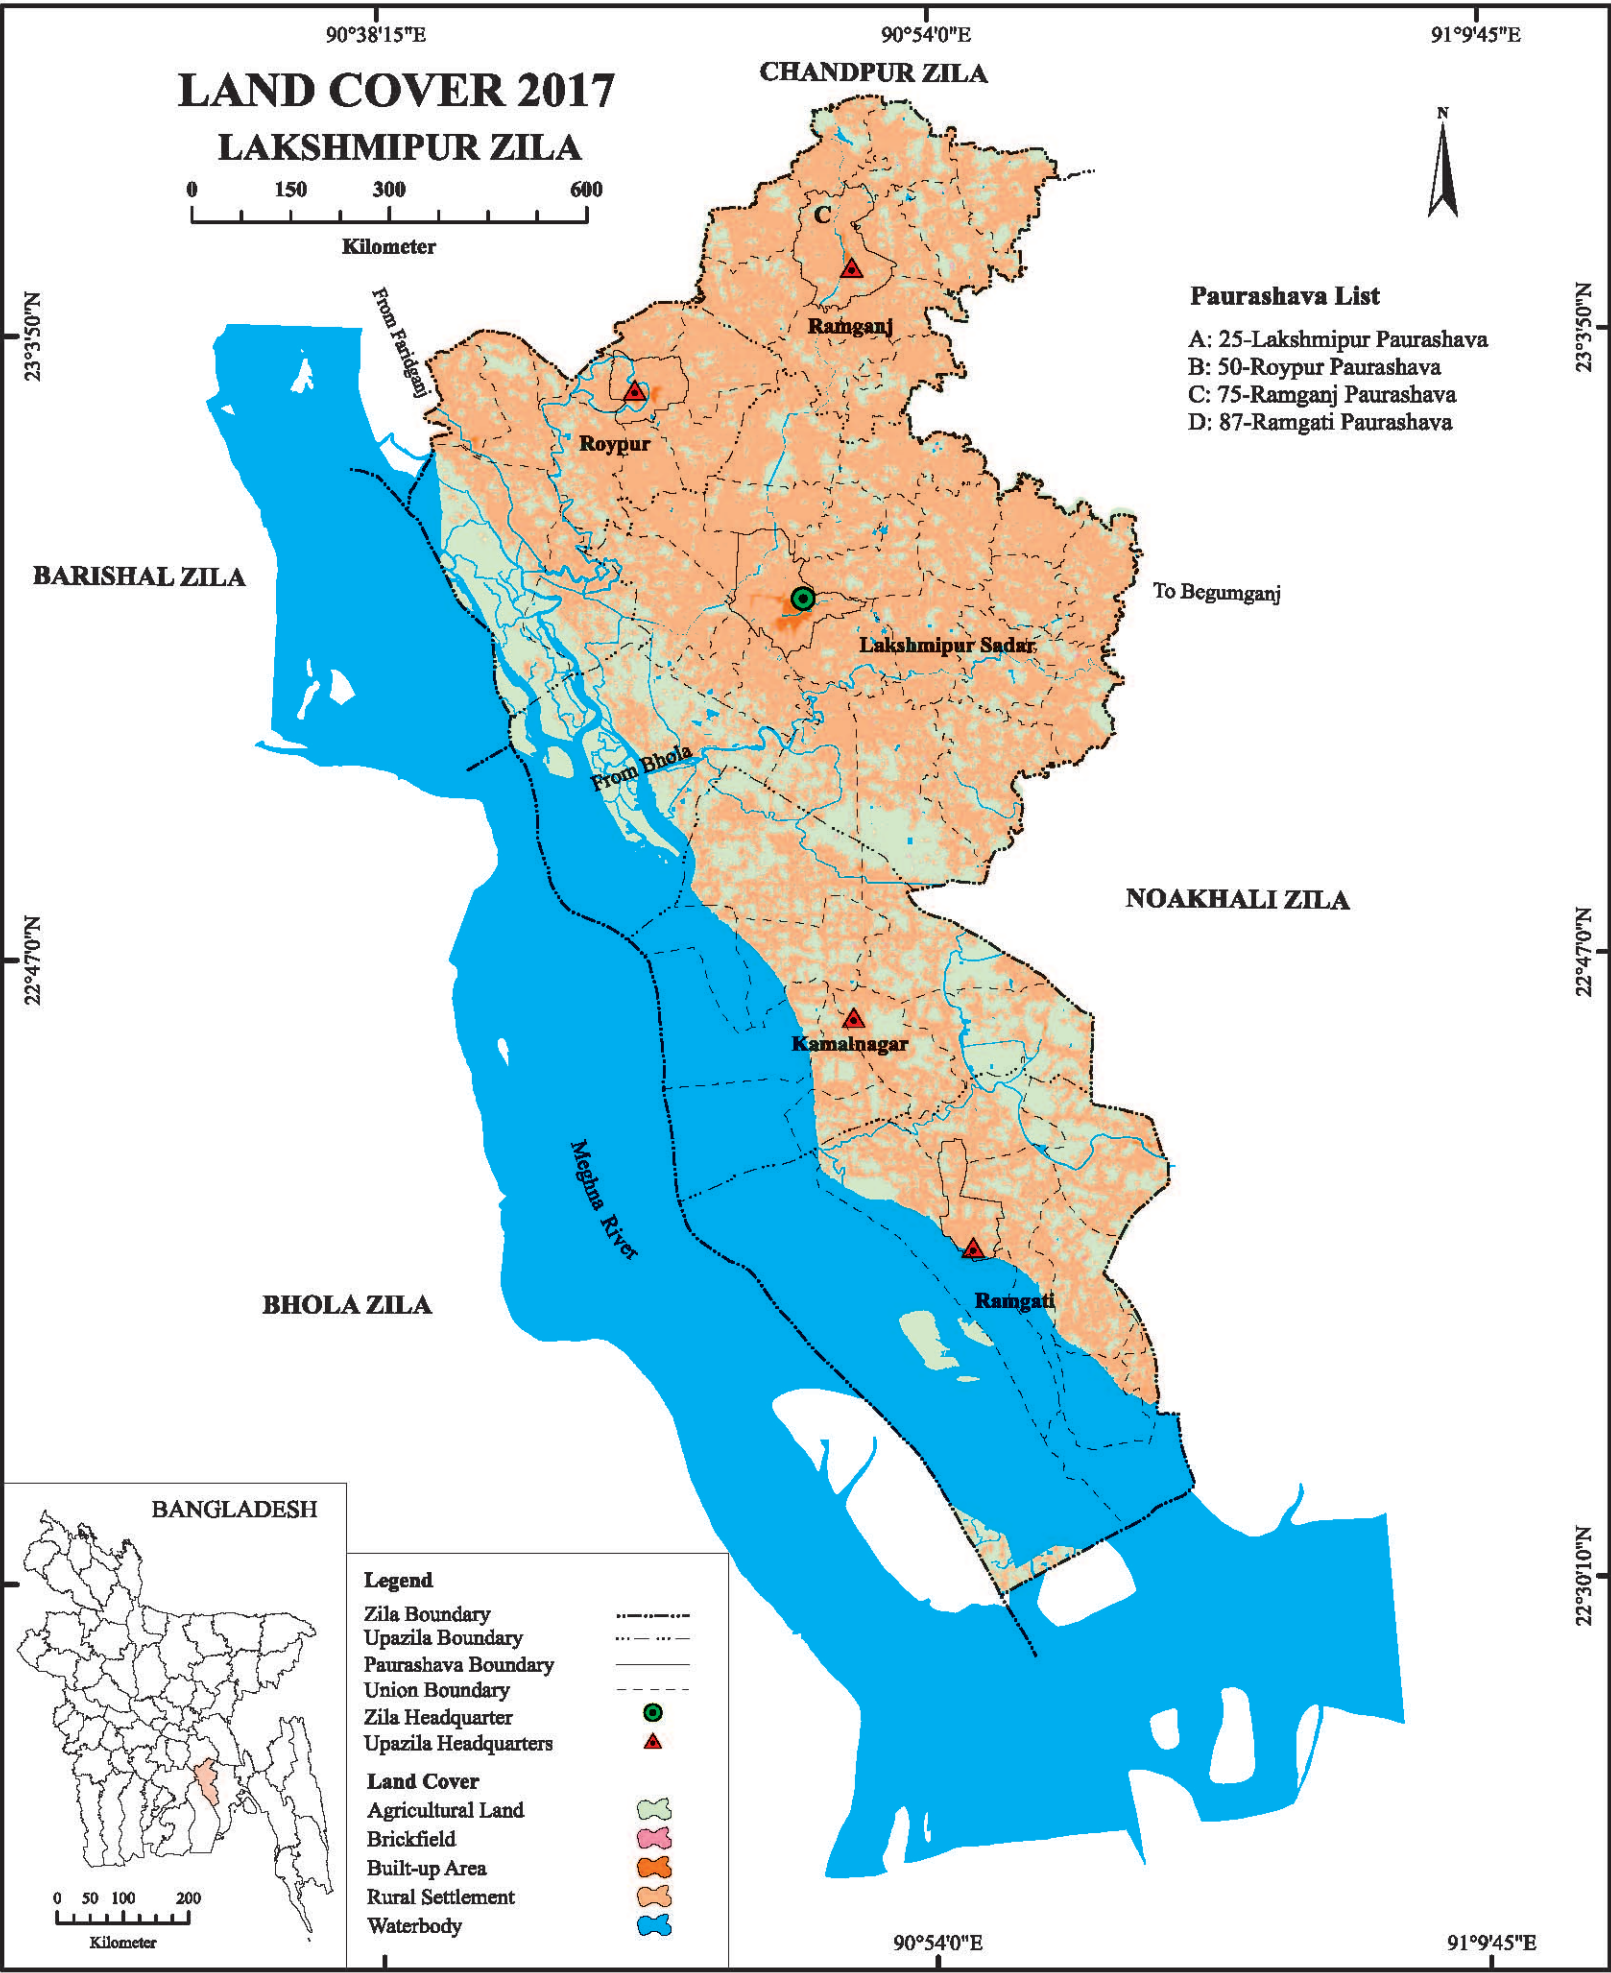 90°38'15"E
90°54'0"E
91°9'45"E
LAND COVER 2017
LAKSHMIPUR ZILA
0 150 300 600
Kilometer
CHANDPUR ZILA
N
23°3'50"N
23°3'50"N
From Faridganj
C
Ramganj
Paurashava List
A: 25-Lakshmipur Paurashava
B: 50-Roypur Paurashava
C: 75-Ramganj Paurashava
D: 87-Ramgati Paurashava
Roypur
BARISHAL ZILA
To Begumganj
Lakshmipur Sadar
From Bhola
NOAKHALI ZILA
22°47'0"N
22°47'0"N
Kamalnagar
Meghna River
BHOLA ZILA
Ramgati
22°30'10"N
BANGLADESH
0 50 100 200
Kilometer
Legend
Zila Boundary
Upazila Boundary
Paurashava Boundary
Union Boundary
Zila Headquarter
Upazila Headquarters
Land Cover
Agricultural Land
Brickfield
Built-up Area
Rural Settlement
Waterbody
90°54'0"E
91°9'45"E